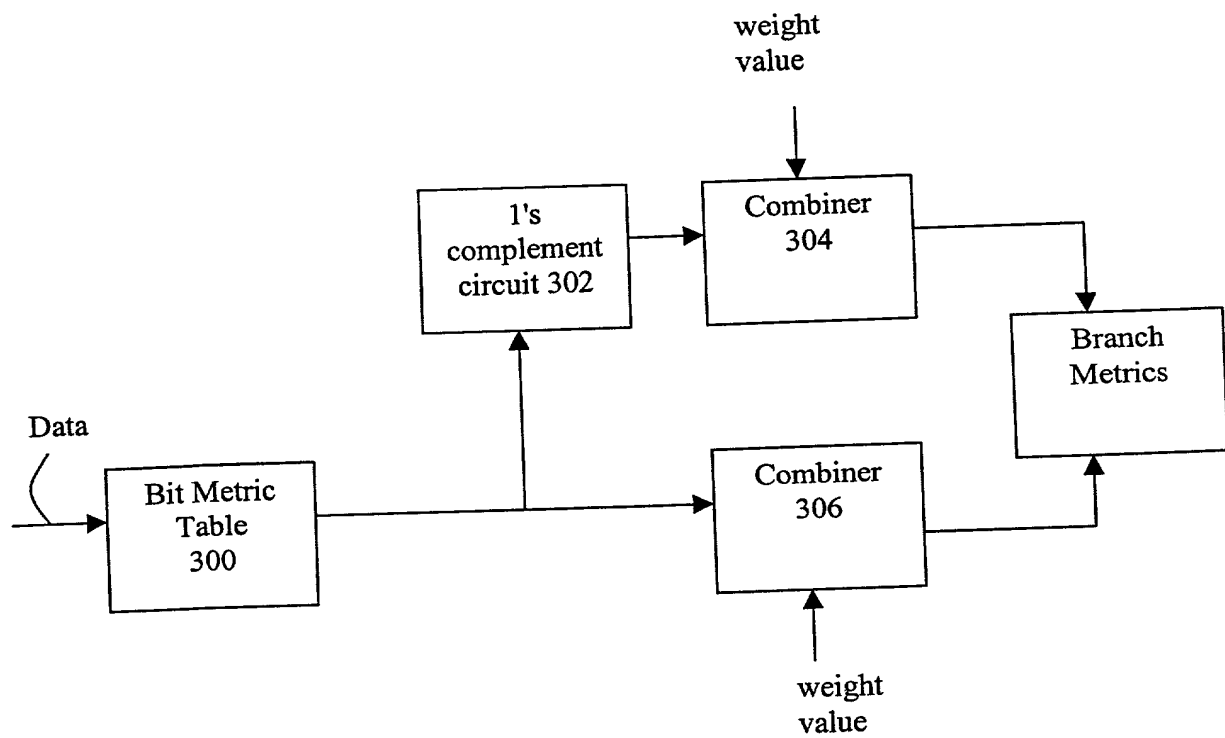 weight
value
1's
complement
circuit 302
Combiner
304
Branch
Metrics
Data
Bit Metric
Table
300
Combiner
306
weight
value